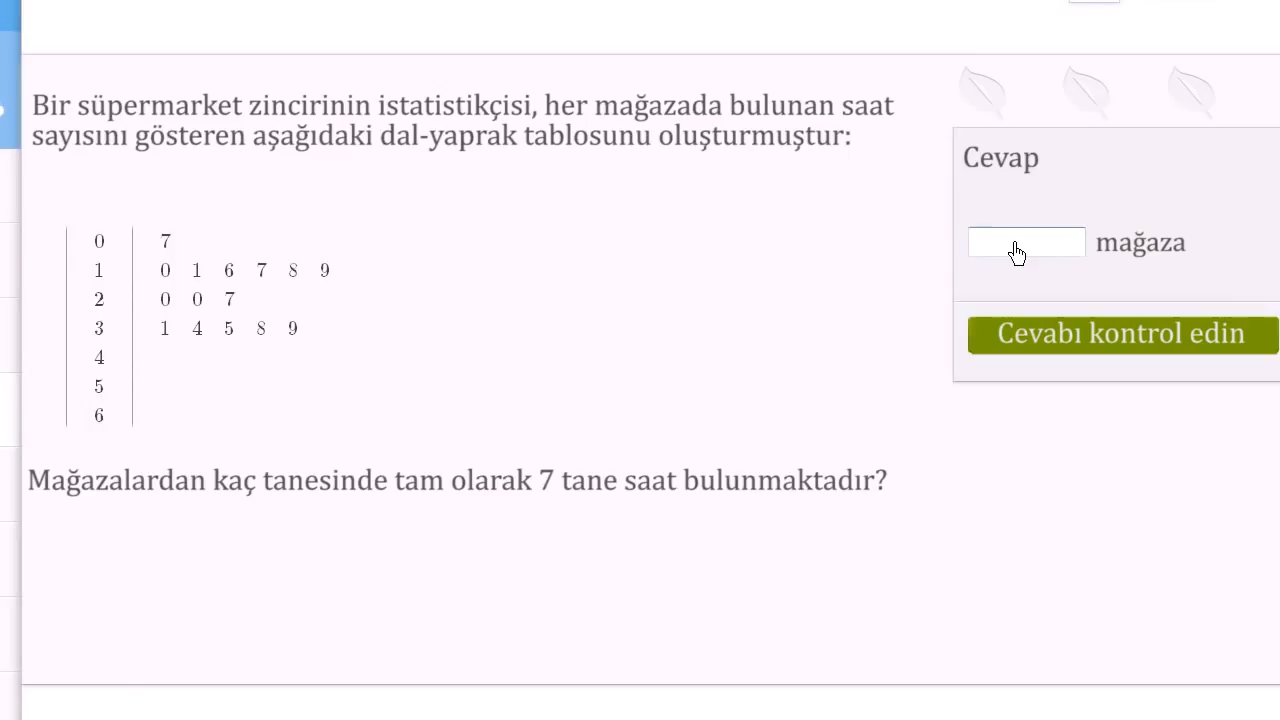 Bir süpermarket zincirinin istatistikçisi, her mağazada bulunan saat
sayısını gösteren aşağıdaki dal-yaprak tablosunu oluşturmuştur:
0 7
1 0 1 6 7 8 9
2 0 0 7
3 1 4 5 8 9
4
5
6
Mağazalardan kaç tanesinde tam olarak 7 tane saat bulunmaktadır?
Cevap
mağaza
Cevabı kontrol edin